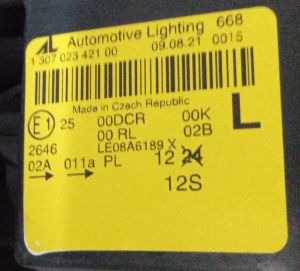 AL Automotive Lighting 668
1 307 023 421 00 09.08.21 0015
Made in Czech Republic
E1 25 00DCR 00K L
00 RL 02B
2646 LE08A6189 X
02A 011a PL 12 24
12S